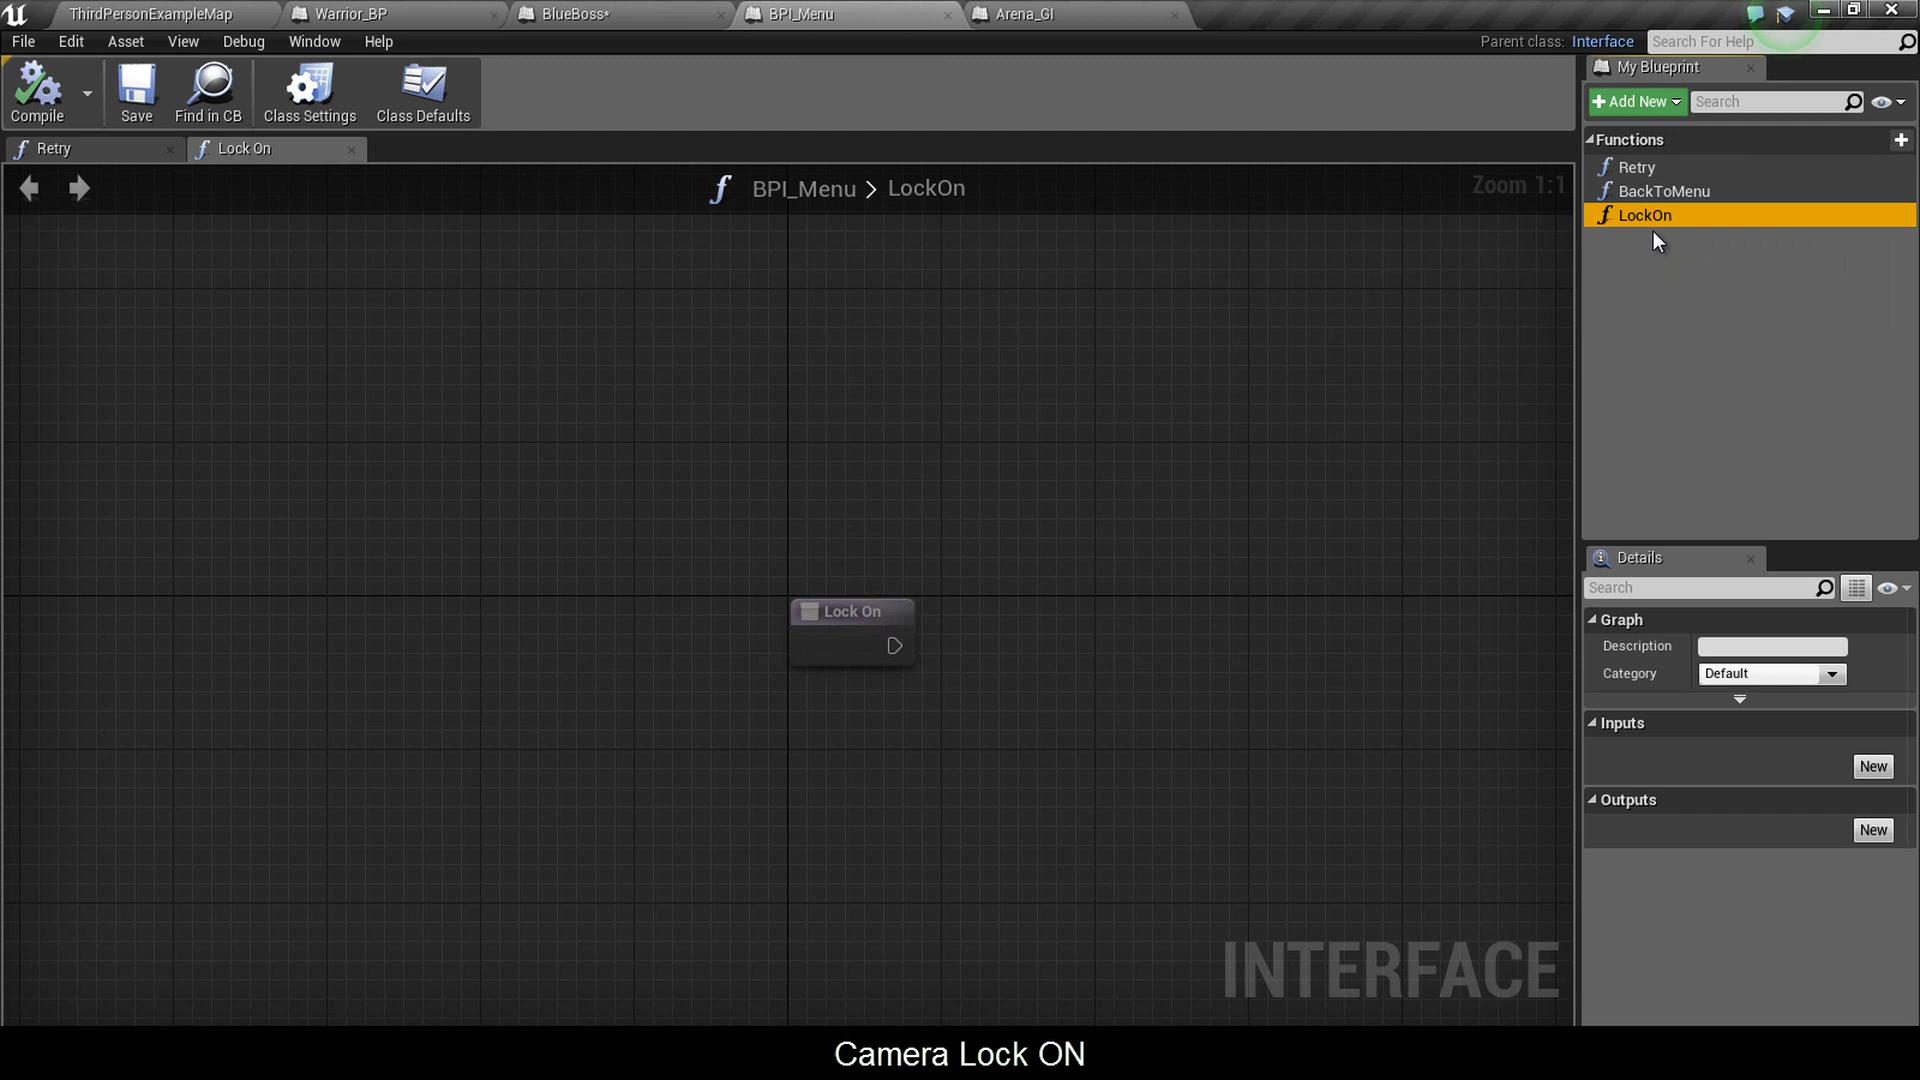 ThirdPersonExampleMap
Warrior_BP
BlueBoss*
BPI_Menu
Arena_GI
File
Edit
Asset
View
Debug
Window
Help
Parent class: Interface
Search For Help
Compile
Save
Find in CB
Class Settings
Class Defaults
My Blueprint
+ Add New
Search
Functions
Retry
BackToMenu
LockOn
Retry
Lock On
BPI_Menu > LockOn
Zoom 1:1
Lock On
INTERFACE
Details
Search
Graph
Description
Category
Default
Inputs
New
Outputs
New
Camera Lock ON